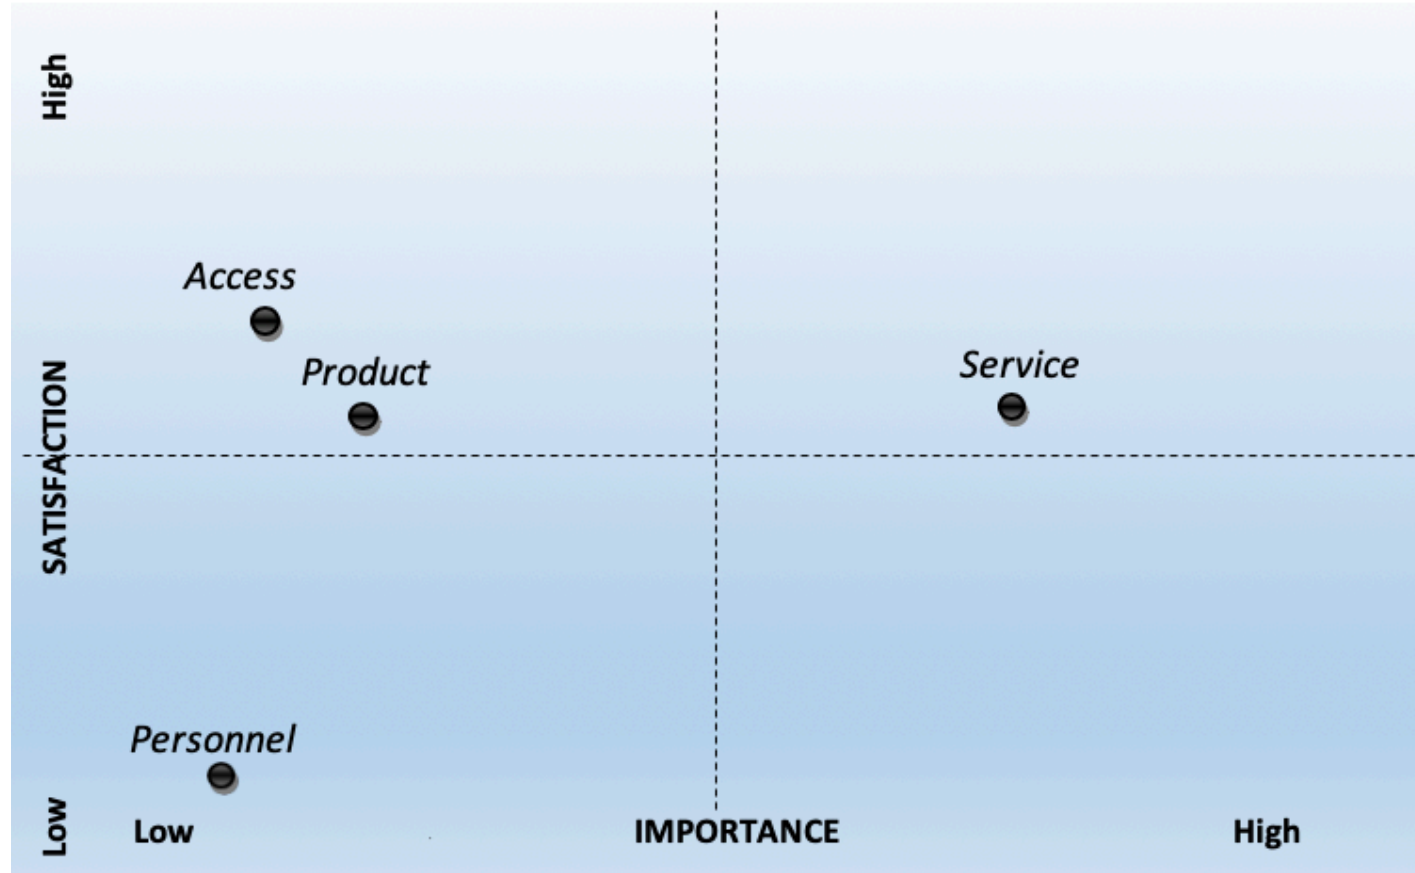 High
Access
Product
Service
SATISFACTION
Personnel
Low
Low
IMPORTANCE
High